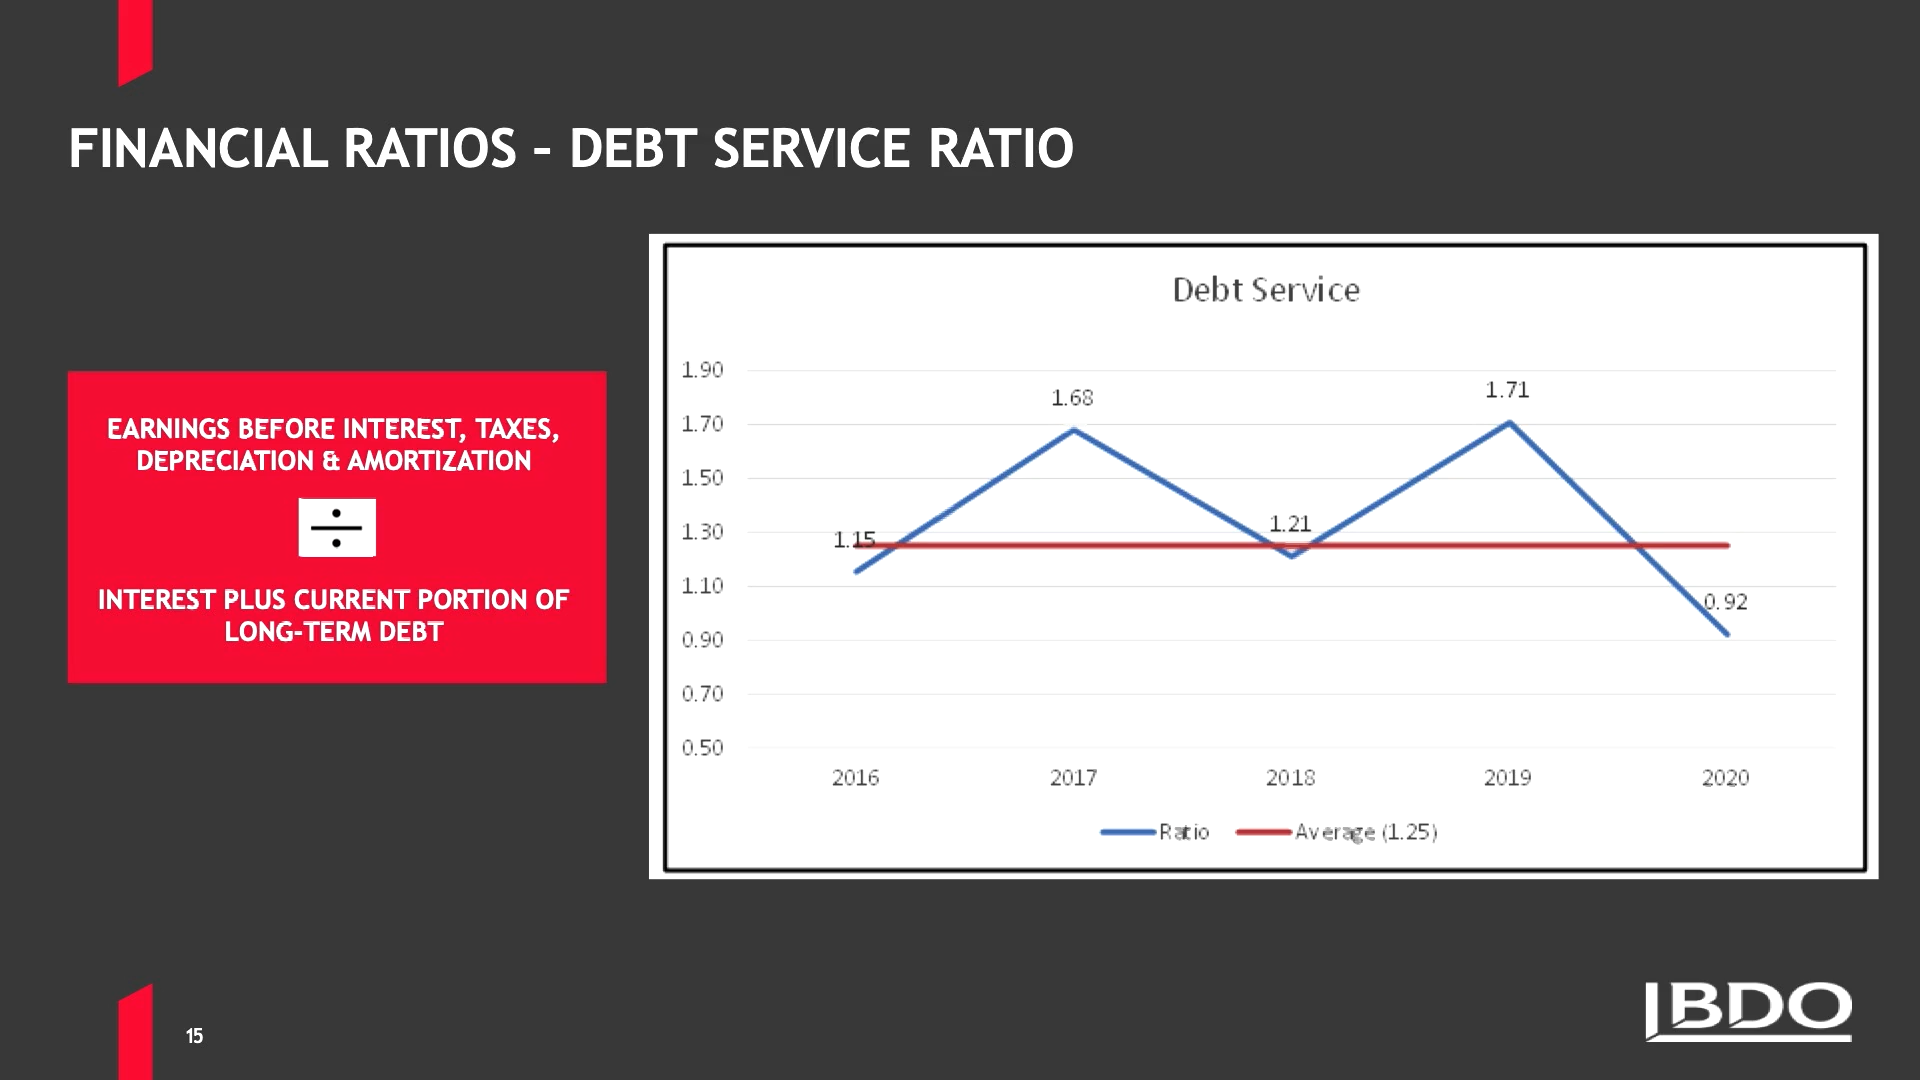 FINANCIAL RATIOS – DEBT SERVICE RATIO
EARNINGS BEFORE INTEREST, TAXES,
DEPRECIATION & AMORTIZATION
÷
INTEREST PLUS CURRENT PORTION OF
LONG-TERM DEBT
Debt Service
1.90
1.70
1.50
1.30
1.10
0.90
0.70
0.50
1.15
1.68
1.21
1.71
0.92
2016 2017 2018 2019 2020
Ratio Average (1.25)
15
BDO